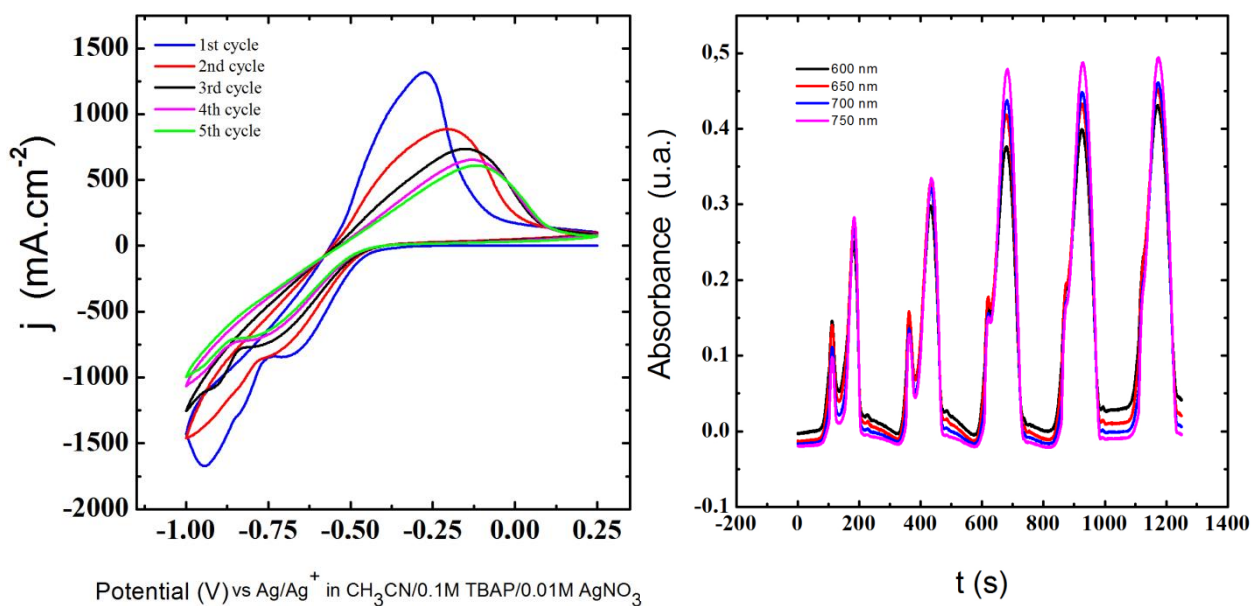 1500
1000
500
0
-500
-1000
-1500
-2000
j (mA.cm-2)
1st cycle
2nd cycle
3rd cycle
4th cycle
5th cycle
-1.00 -0.75 -0.50 -0.25 0.00 0.25
Potential (V) vs Ag/Ag+ in CH3CN/0.1M TBAP/0.01M AgNO3
0,5
0.4
0.3
0.2
0.1
0.0
-0.1
Absorbance (u.a.)
600 nm
650 nm
700 nm
750 nm
-200 0 200 400 600 800 1000 1200 1400
t (s)